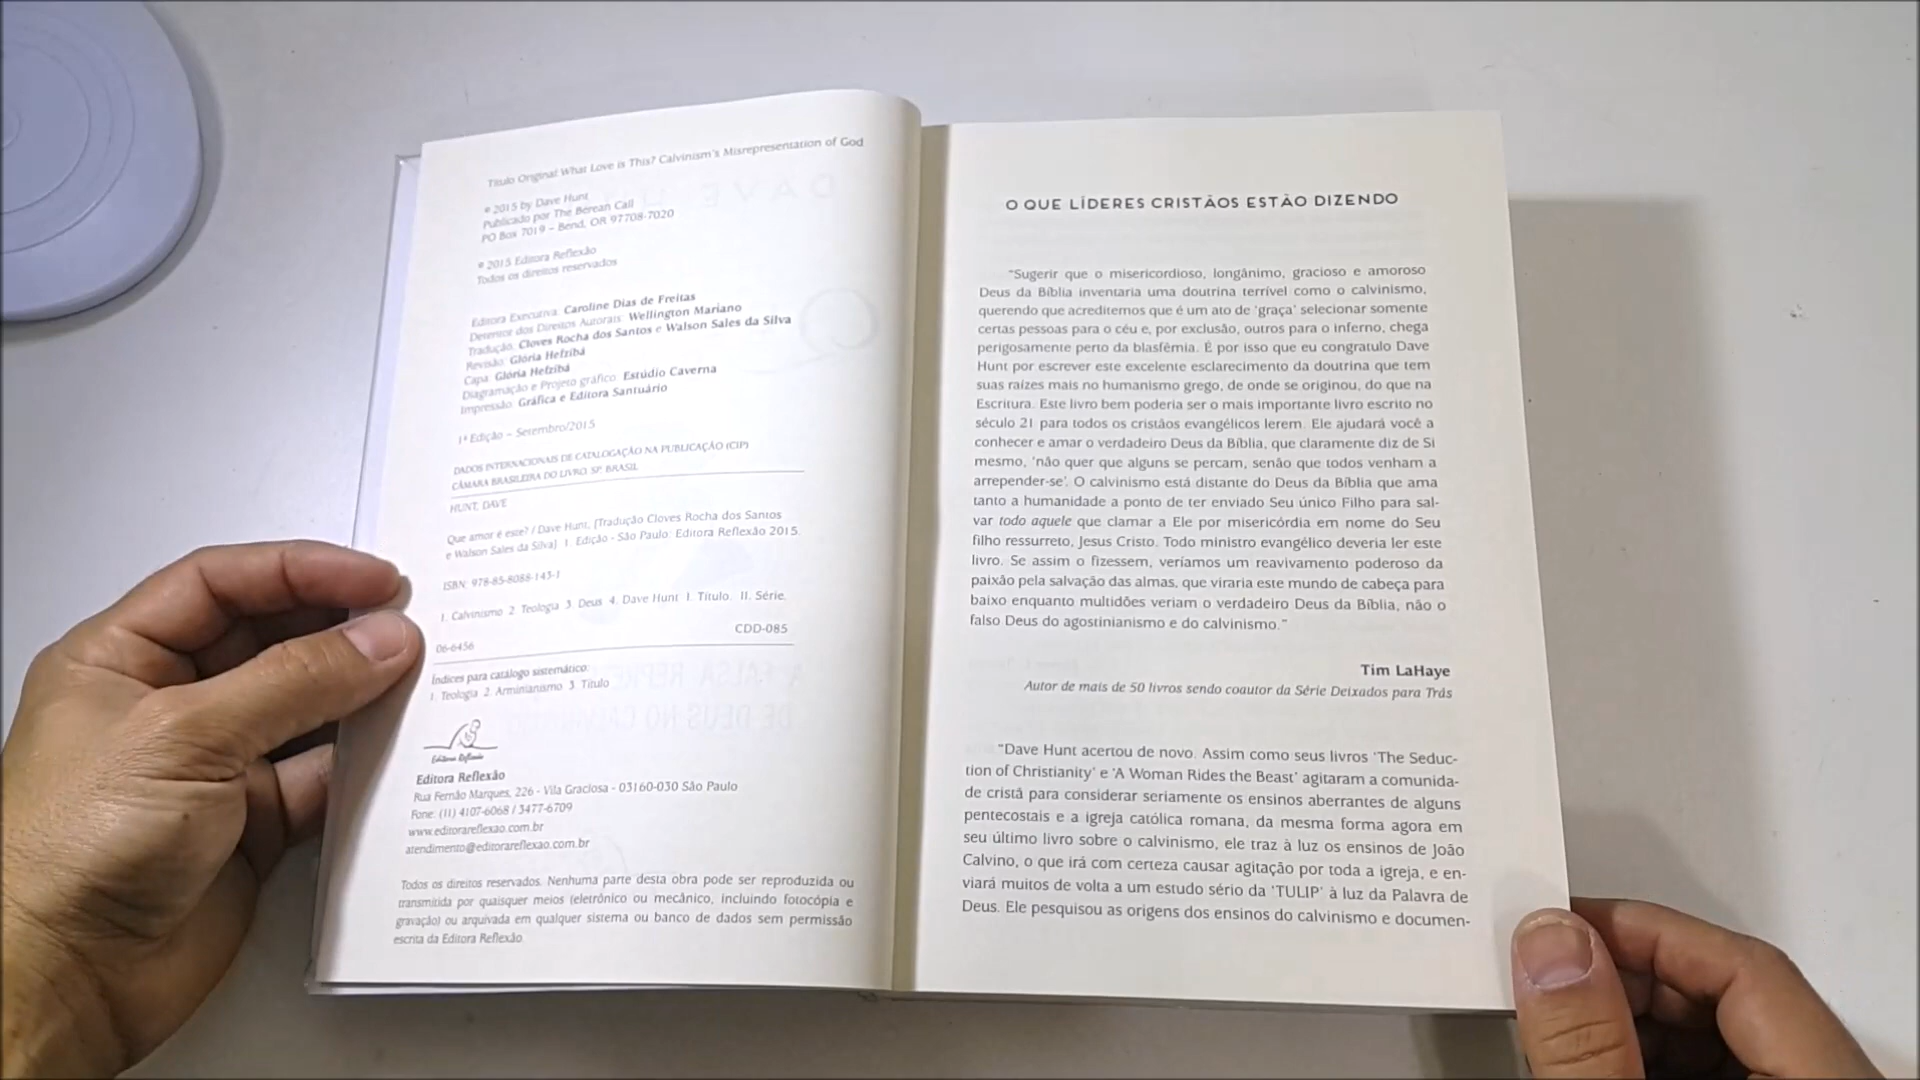 Titulo Original What Love is This? Calvinism's Misrepresentation of God
© 2015 by Dave Hunt
Publicado por The Berean Call
PO Box 7019 – Bend, OR 97708-7020
© 2015 Editora Reflexão
Todos os direitos reservados
Editora Executiva: Caroline Dias de Freitas
Detentor dos Direitos Autorais: Wellington Mariano
Tradução: Cloves Rocha dos Santos e Walson Sales da Silva
Revisão: Glória Hefzibá
Capa: Glória Hefzibá
Diagramação e Projeto gráfico: Estúdio Caverna
Impressão: Gráfica e Editora Santuário
1ª Edição – Setembro/2015
DADOS INTERNACIONAIS DE CATALOGAÇÃO NA PUBLICAÇÃO (CIP)
CÂMARA BRASILEIRA DO LIVRO, SP, BRASIL
HUNT, DAVE
Que amor é este? / Dave Hunt, [Tradução Cloves Rocha dos Santos
e Walson Sales da Silva] 1. Edição - São Paulo: Editora Reflexão 2015.
ISBN: 978-85-8088-143-1
1. Calvinismo 2. Teologia 3. Deus 4. Dave Hunt I. Título. II. Série.
CDD-085
06-6456
Índices para catálogo sistemático:
1. Teologia 2. Arminianismo 3. Título
Editora Reflexão
Editora Reflexão
Rua Fernão Marques, 226 - Vila Graciosa - 03160-030 São Paulo
Fone: (11) 4107-6068 / 3477-6709
www.editorareflexao.com.br
atendimento@editorareflexao.com.br
Todos os direitos reservados. Nenhuma parte desta obra pode ser reproduzida ou
transmitida por quaisquer meios (eletrônico ou mecânico, incluindo fotocópia e
gravação) ou arquivada em qualquer sistema ou banco de dados sem permissão
escrita da Editora Reflexão.
O QUE LÍDERES CRISTÃOS ESTÃO DIZENDO
"Sugerir que o misericordioso, longânimo, gracioso e amoroso
Deus da Bíblia inventaria uma doutrina terrível como o calvinismo,
querendo que acreditemos que é um ato de 'graça' selecionar somente
certas pessoas para o céu e, por exclusão, outros para o inferno, chega
perigosamente perto da blasfêmia. É por isso que eu congratulo Dave
Hunt por escrever este excelente esclarecimento da doutrina que tem
suas raízes mais no humanismo grego, de onde se originou, do que na
Escritura. Este livro bem poderia ser o mais importante livro escrito no
século 21 para todos os cristãos evangélicos lerem. Ele ajudará você a
conhecer e amar o verdadeiro Deus da Bíblia, que claramente diz de Si
mesmo, 'não quer que alguns se percam, senão que todos venham a
arrepender-se'. O calvinismo está distante do Deus da Bíblia que ama
tanto a humanidade a ponto de ter enviado Seu único Filho para sal-
var todo aquele que clamar a Ele por misericórdia em nome do Seu
filho ressurreto, Jesus Cristo. Todo ministro evangélico deveria ler este
livro. Se assim o fizessem, veríamos um reavivamento poderoso da
paixão pela salvação das almas, que viraria este mundo de cabeça para
baixo enquanto multidões veriam o verdadeiro Deus da Bíblia, não o
falso Deus do agostinianismo e do calvinismo."
Tim LaHaye
Autor de mais de 50 livros sendo coautor da Série Deixados para Trás
"Dave Hunt acertou de novo. Assim como seus livros 'The Seduc-
tion of Christianity' e 'A Woman Rides the Beast' agitaram a comunida-
de cristã para considerar seriamente os ensinos aberrantes de alguns
pentecostais e a igreja católica romana, da mesma forma agora em
seu último livro sobre o calvinismo, ele traz à luz os ensinos de João
Calvino, o que irá com certeza causar agitação por toda a igreja, e en-
viará muitos de volta a um estudo sério da 'TULIP' à luz da Palavra de
Deus. Ele pesquisou as origens dos ensinos do calvinismo e documen-